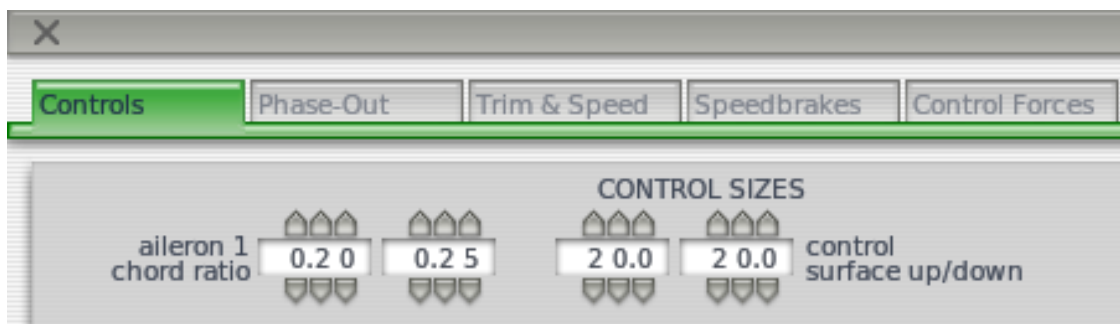 Controls Phase-Out Trim & Speed Speedbrakes Control Forces
CONTROL SIZES
aileron 1 chord ratio 0.2 0 0.2 5 2 0.0 2 0.0 control surface up/down